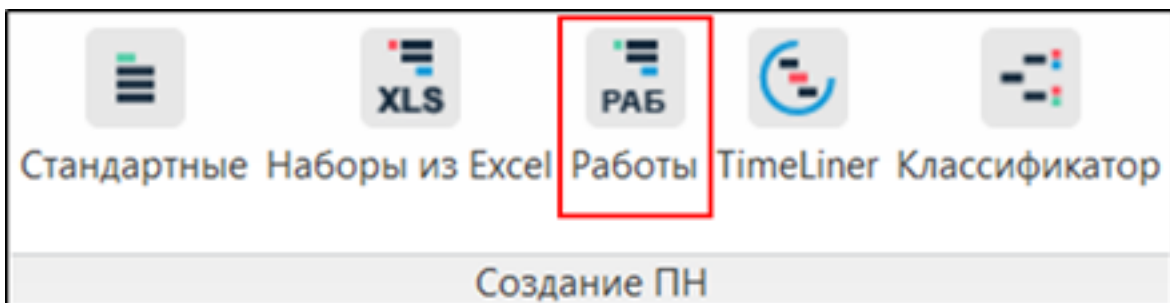 XLS РАБ
Стандартные Наборы из Excel Работы TimeLiner Классификатор
Создание ПН